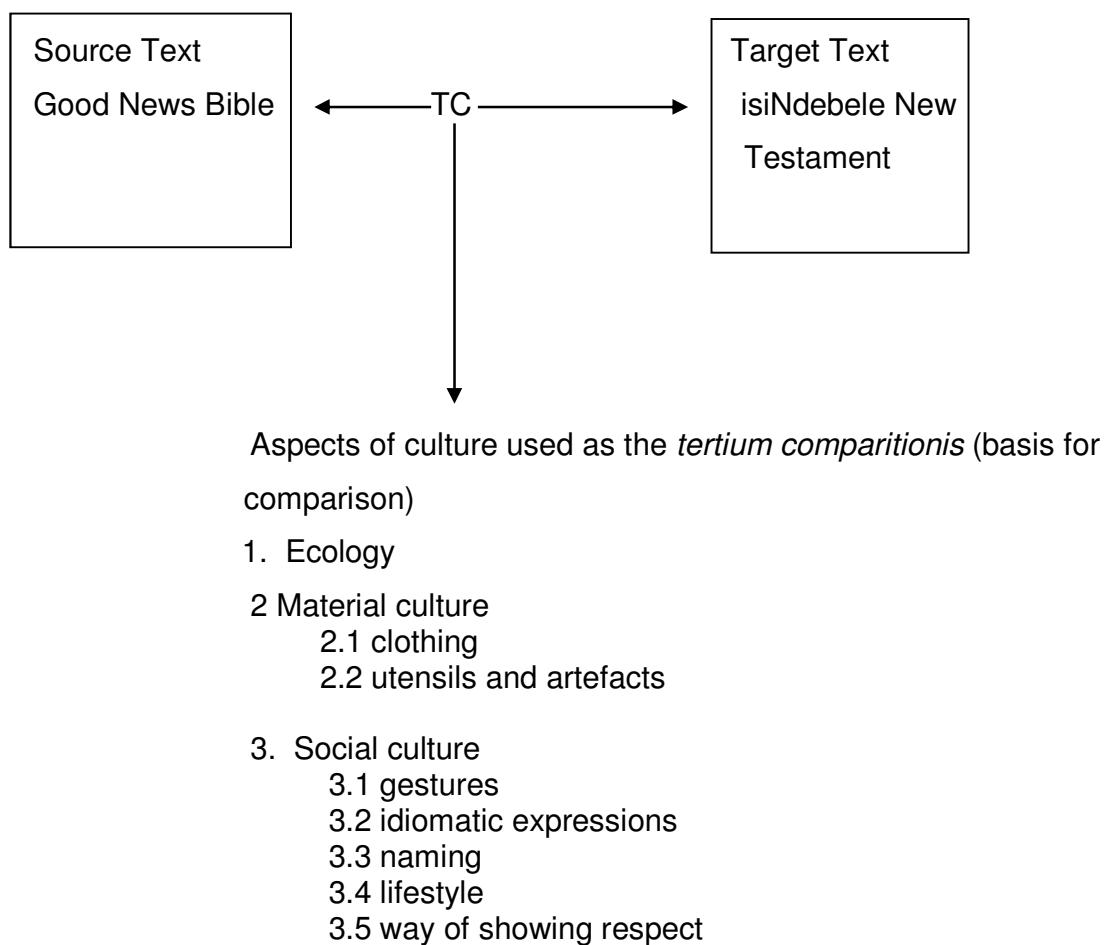 Source Text
Good News Bible
TC
Target Text
isiNdebele New
Testament
Aspects of culture used as the tertium comparitionis (basis for
comparison)
1. Ecology
2 Material culture
2.1 clothing
2.2 utensils and artefacts
3. Social culture
3.1 gestures
3.2 idiomatic expressions
3.3 naming
3.4 lifestyle
3.5 way of showing respect